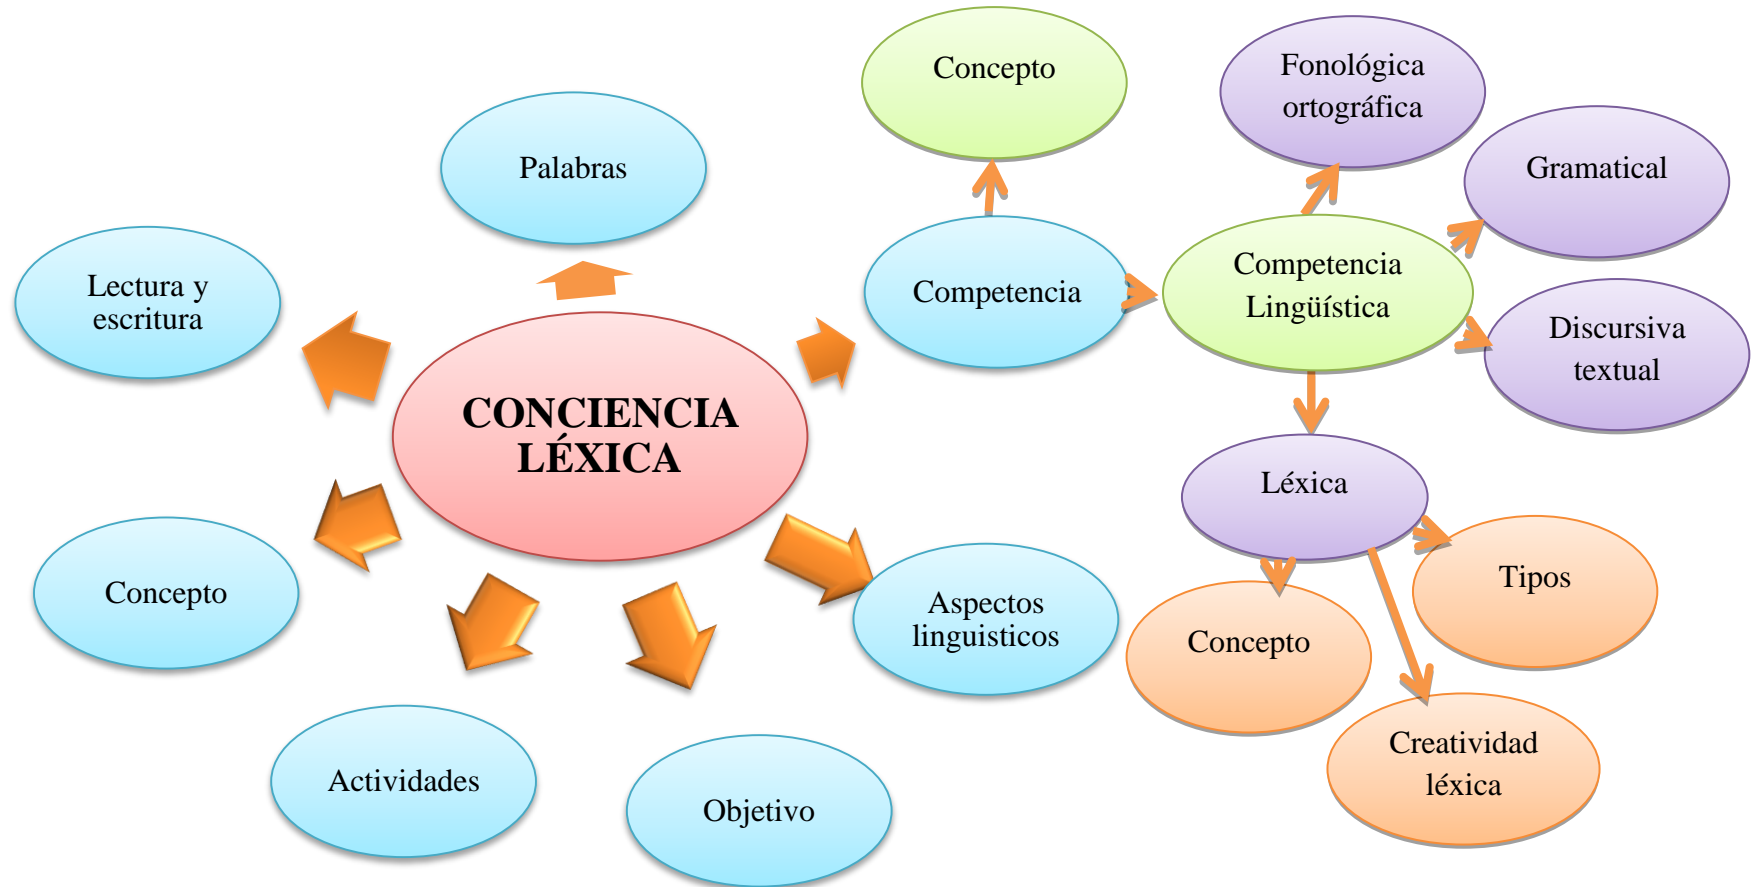 Concepto
Fonológica
ortográfica
Palabras
Gramatical
Lectura y
escritura
Competencia
Competencia
Lingüística
Discursiva
textual
CONCIENCIA
LÉXICA
Léxica
Concepto
Aspectos
linguisticos
Tipos
Concepto
Creatividad
léxica
Actividades
Objetivo